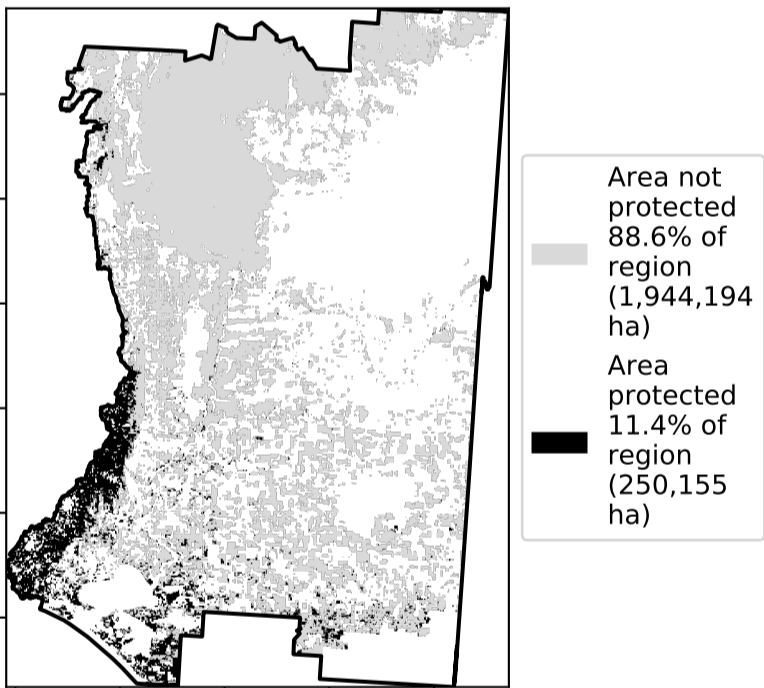 Area not
protected
88.6% of
region
(1,944,194
ha)
Area
protected
11.4% of
region
(250,155
ha)